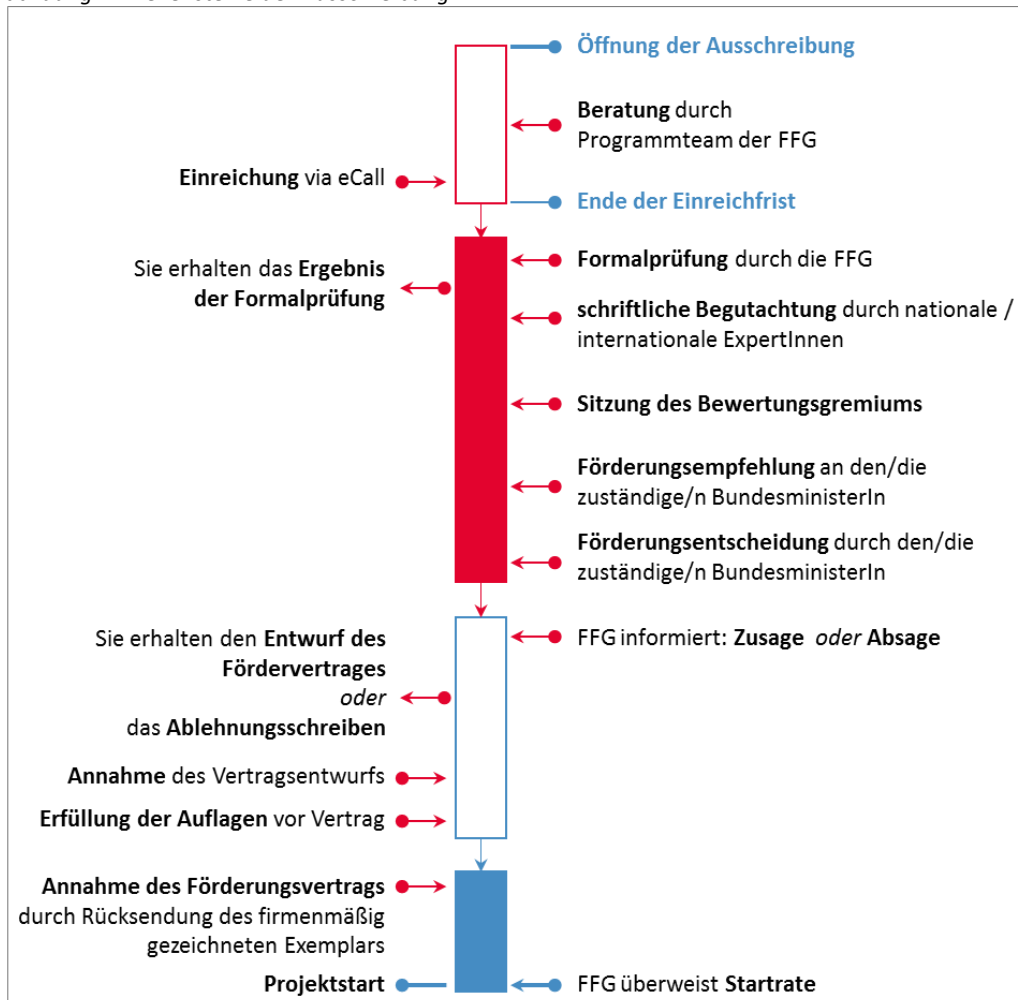 Öffnung der Ausschreibung
Beratung durch
Programmteam der FFG
Einreichung via eCall
Ende der Einreichfrist
Formalprüfung durch die FFG
Sie erhalten das Ergebnis
der Formalprüfung
schriftliche Begutachtung durch nationale /
internationale ExpertInnen
Sitzung des Bewertungsgremiums
Förderungsempfehlung an den/die
zuständige/n BundesministerIn
Förderungsentscheidung durch den/die
zuständige/n BundesministerIn
FFG informiert: Zusage oder Absage
Sie erhalten den Entwurf des
Fördervertrages
oder
das Ablehnungsschreiben
Annahme des Vertragsentwurfs
Erfüllung der Auflagen vor Vertrag
Annahme des Förderungsvertrags
durch Rücksendung des firmenmäßig
gezeichneten Exemplars
Projektstart
FFG überweist Startrate